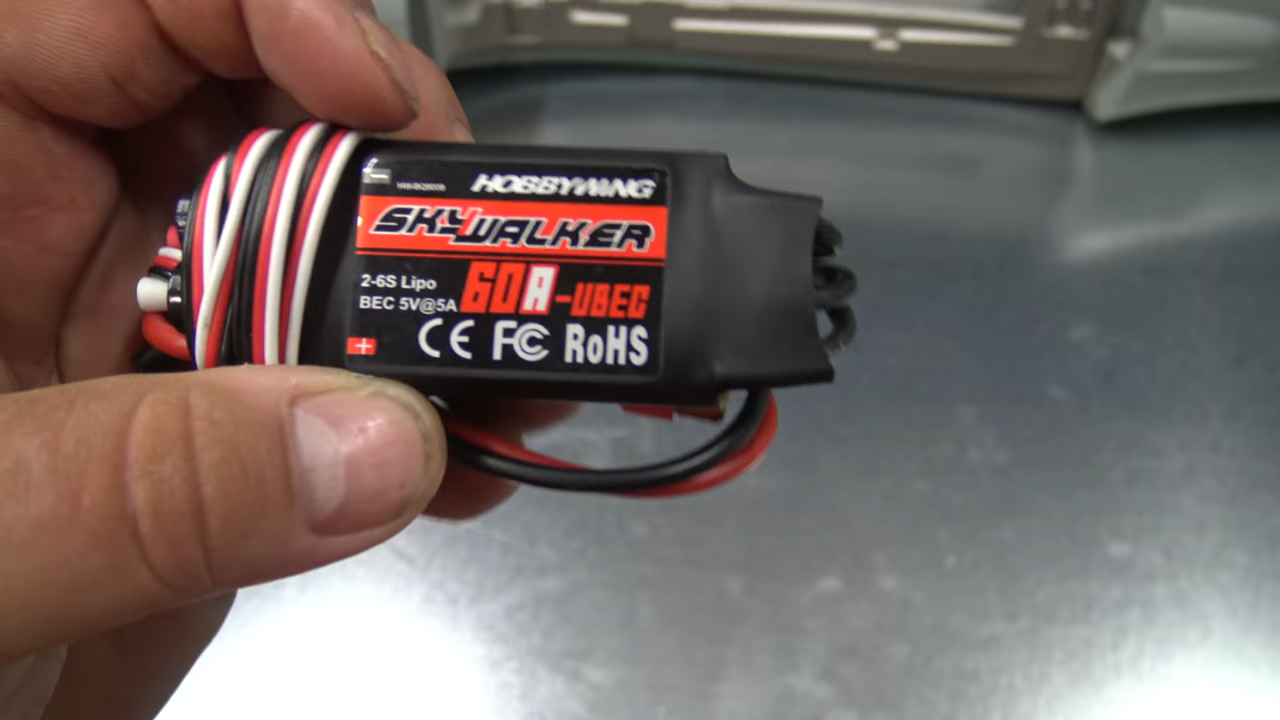 HOBBYWING
SKYWALKER
2-6S Lipo
BEC 5V@5A
60A-UBEC
CE FC RoHS